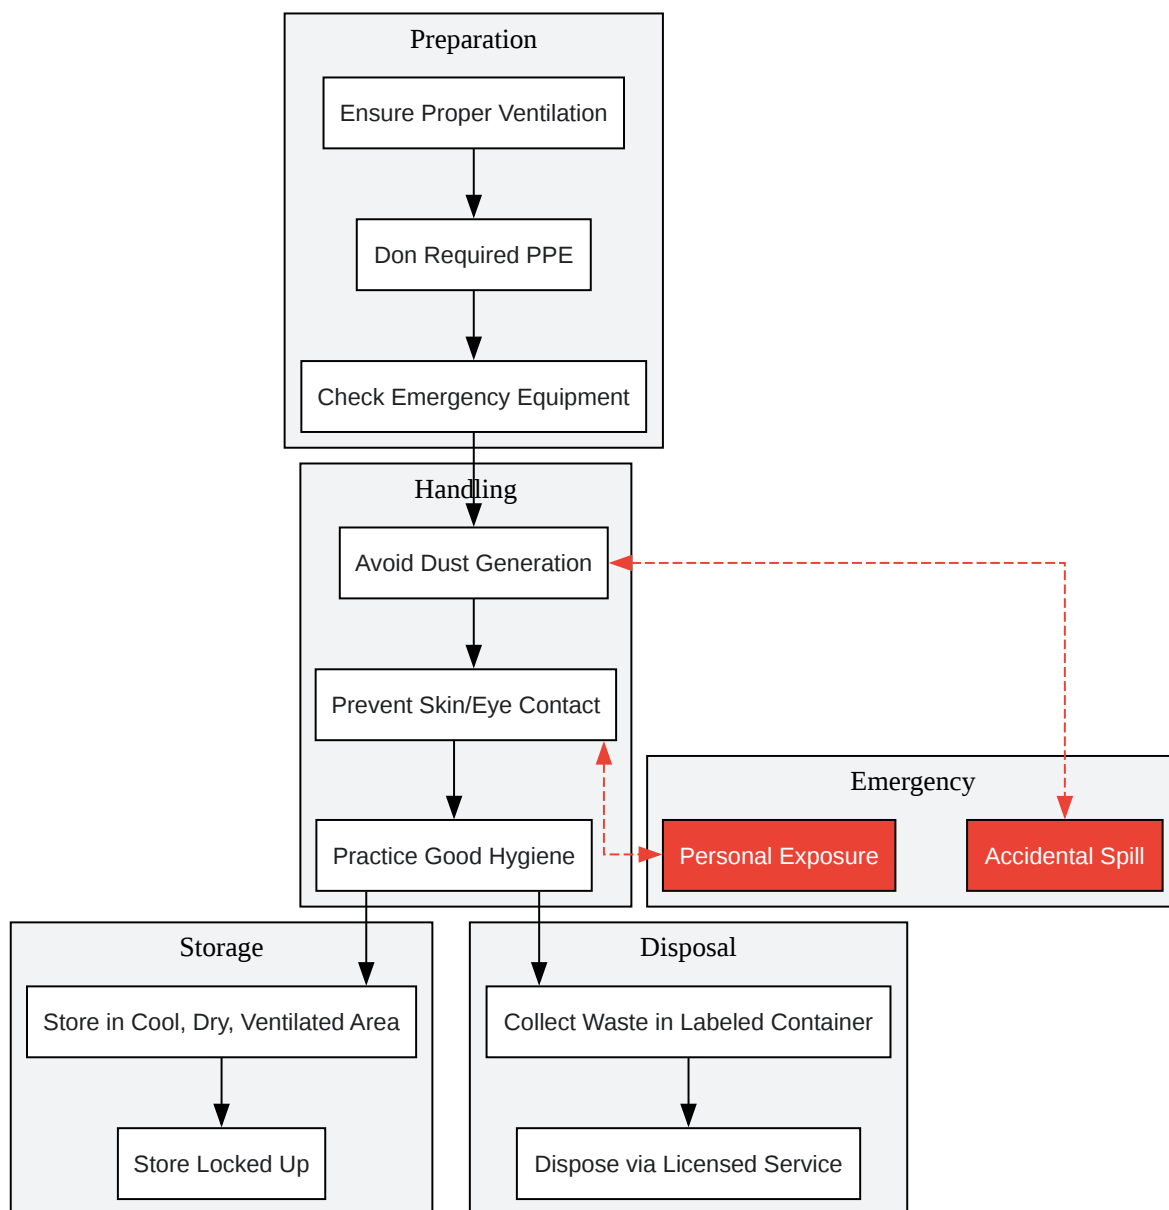 Preparation
Ensure Proper Ventilation
Don Required PPE
Check Emergency Equipment
Handling
Avoid Dust Generation
Prevent Skin/Eye Contact
Practice Good Hygiene
Emergency
Personal Exposure
Accidental Spill
Storage
Store in Cool, Dry, Ventilated Area
Store Locked Up
Disposal
Collect Waste in Labeled Container
Dispose via Licensed Service